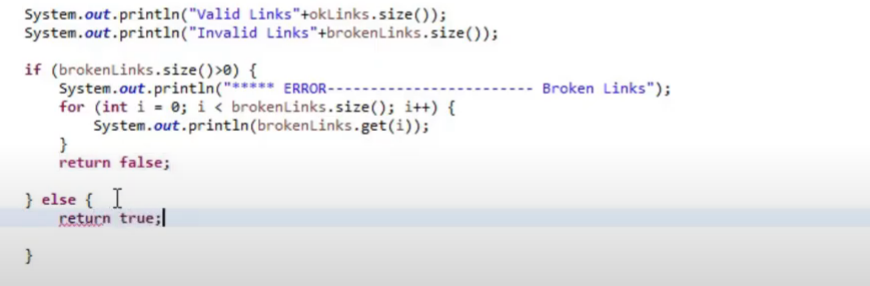 System.out.println("Valid Links"+okLinks.size());
System.out.println("Invalid Links"+brokenLinks.size());
if (brokenLinks.size()>0) {
System.out.println("***** ERROR------------------------ Broken Links");
for (int i = 0; i < brokenLinks.size(); i++) {
System.out.println(brokenLinks.get(i));
}
return false;
} else {
return true;
}